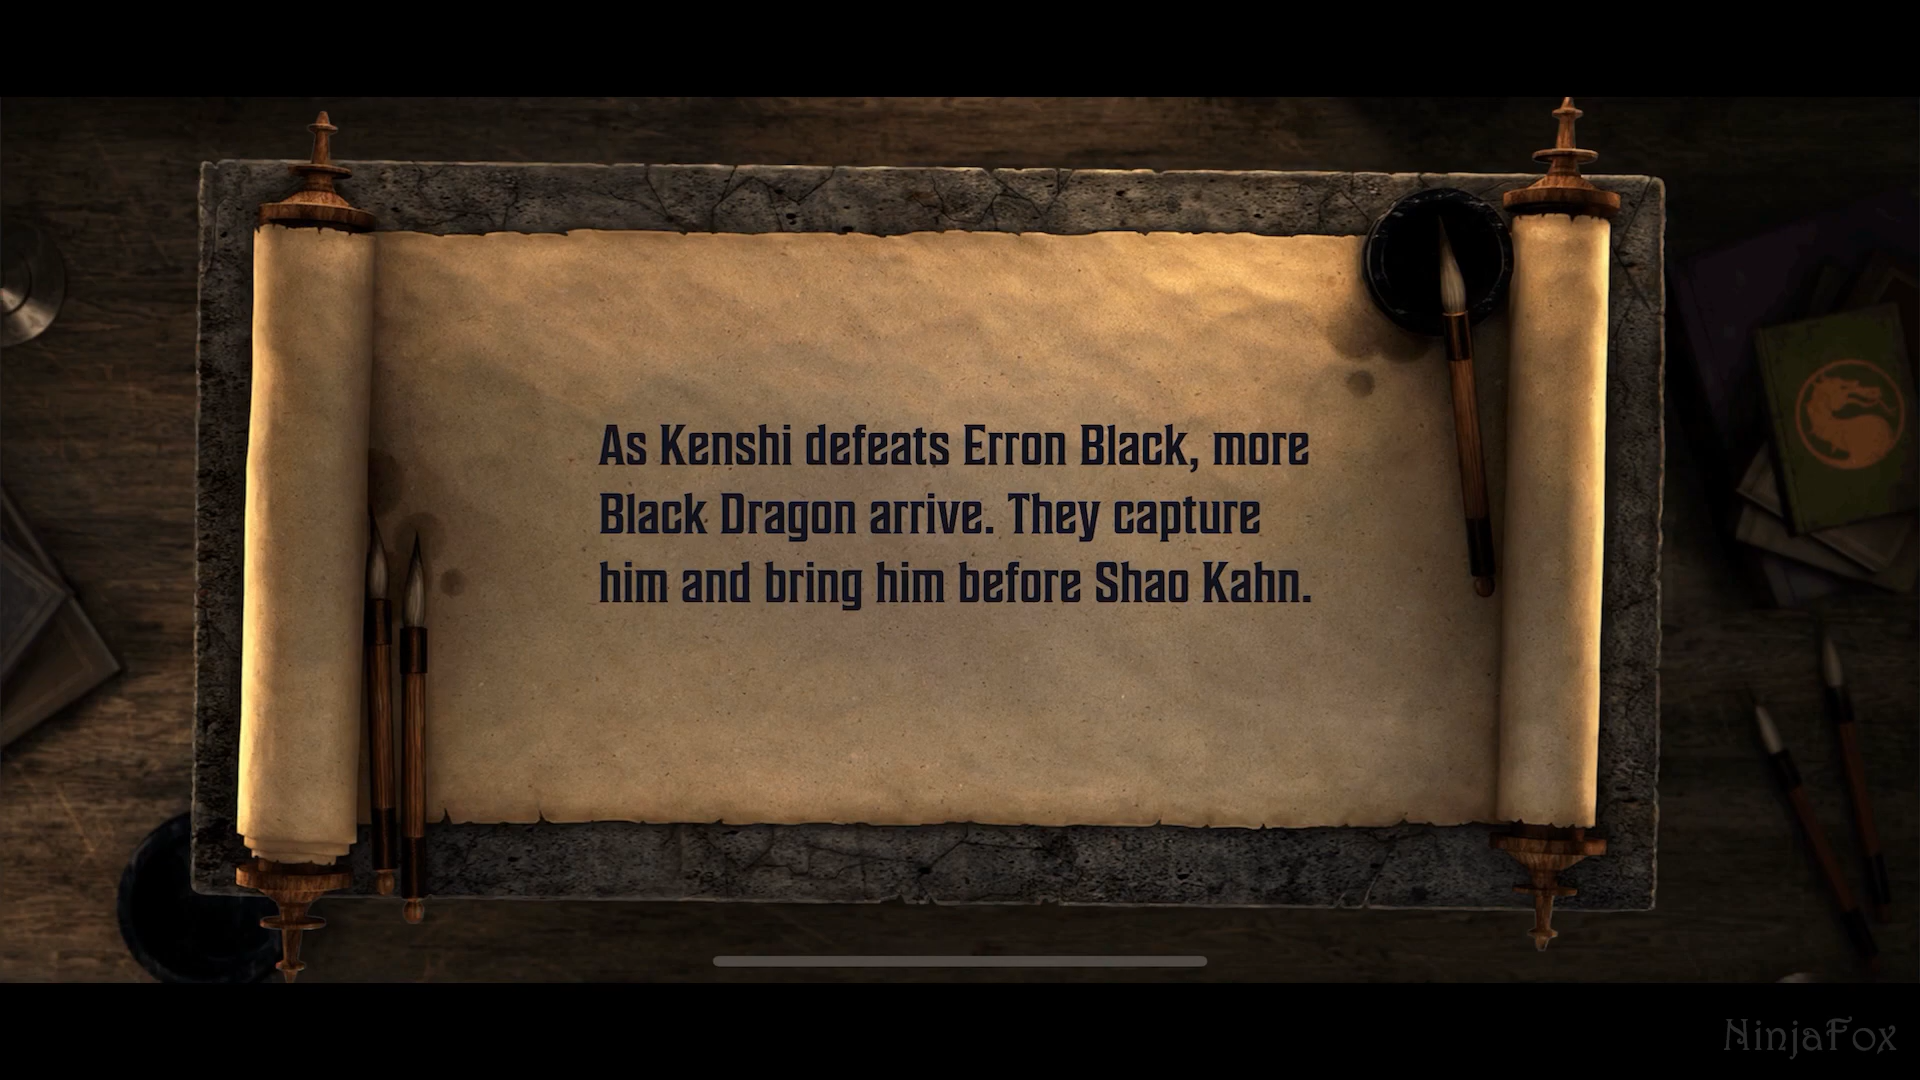 As Kenshi defeats Erron Black, more
Black Dragon arrive. They capture
him and bring him before Shao Kahn.
NinjaFox